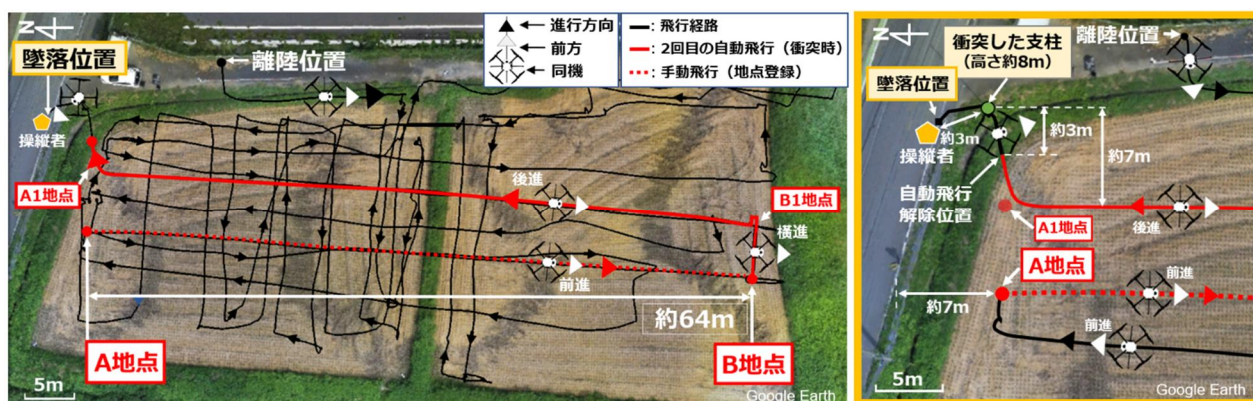 N
墜落位置
離陸位置
操縦者
A1地点
進行方向
前方
同機
: 飛行経路
: 2回目の自動飛行（衝突時）
: 手動飛行（地点登録）
後進
B1地点
横進
前進
約64m
A地点
B地点
5m
Google Earth
N
衝突した支柱
（高さ約8m）
離陸位置
墜落位置
約3m
約3m
操縦者
約7m
自動飛行
解除位置
A1地点
後進
A地点
前進
約7m
前進
5m
Google Earth